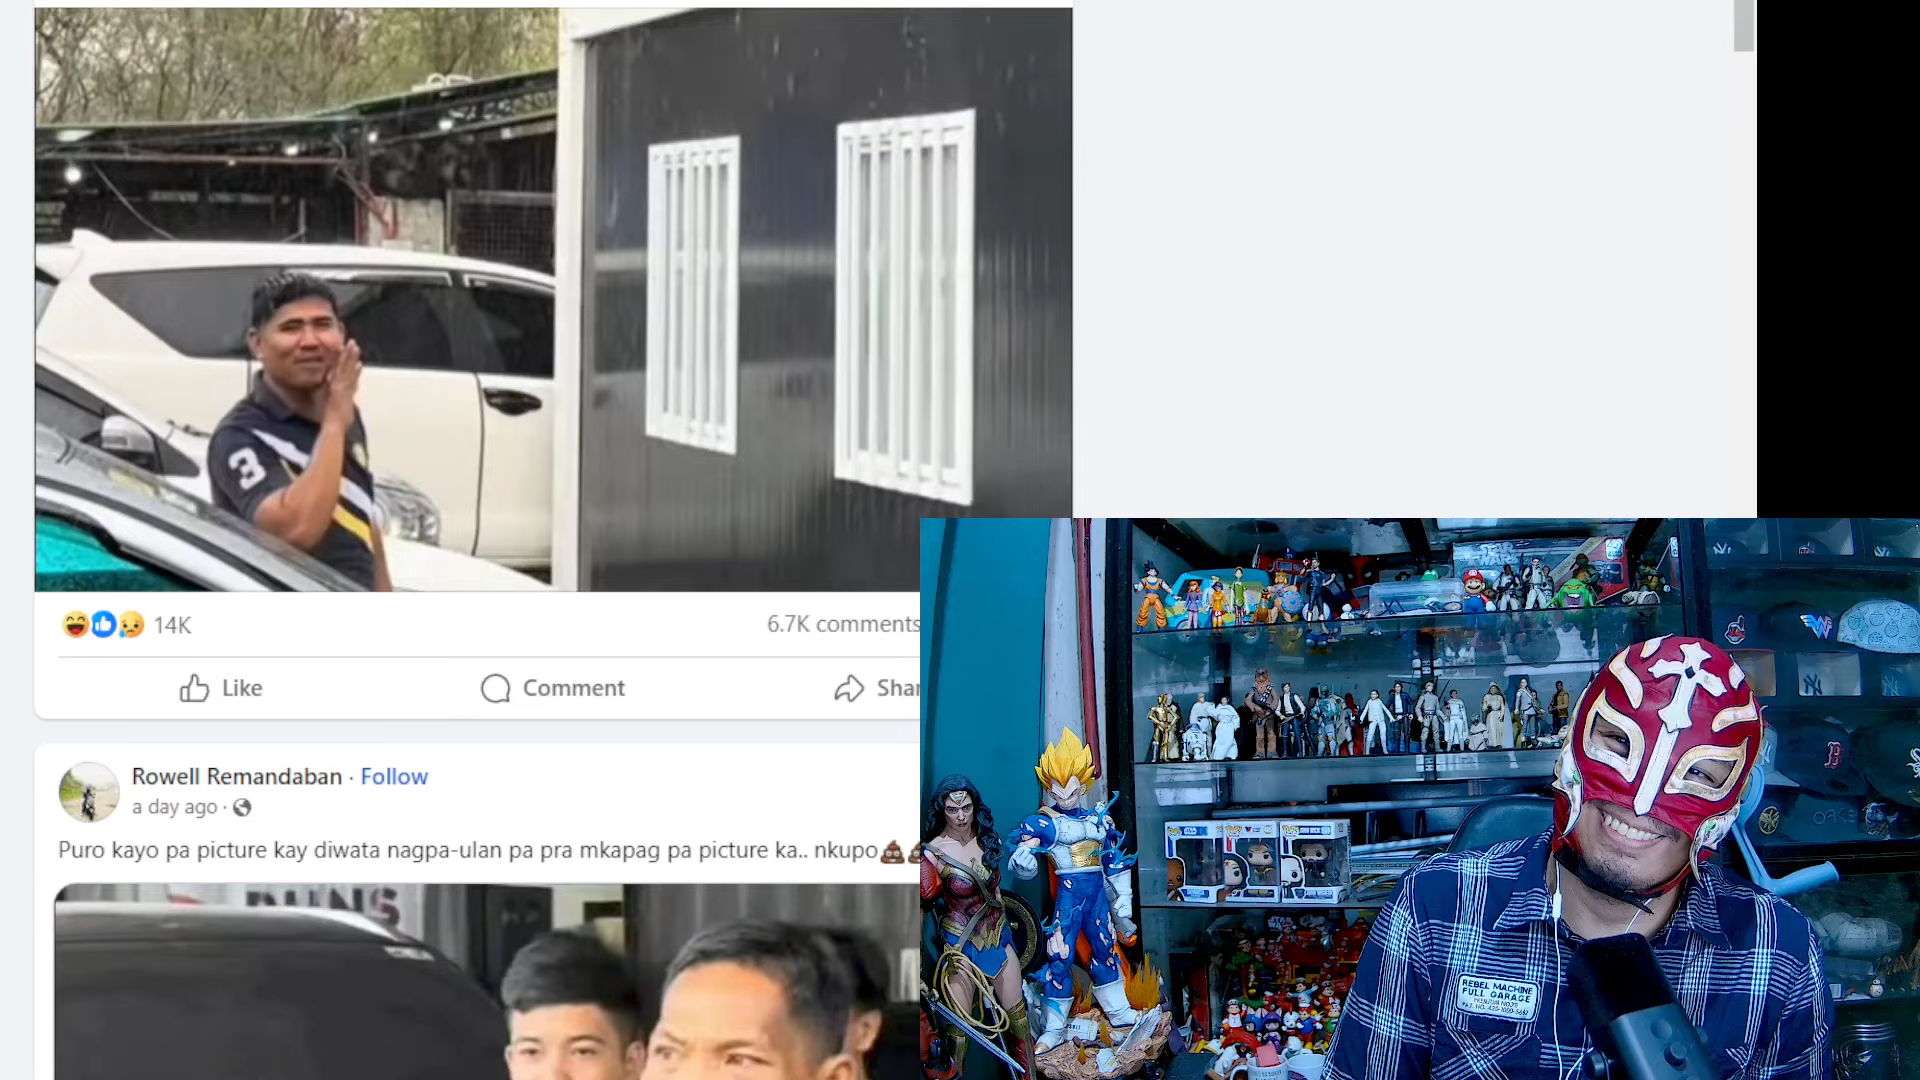 3
14K
6.7K comments
Like
Comment
Rowell Remandaban · Follow
a day ago ·
Puro kayo pa picture kay diwata nagpa-ulan pa pra mkapag pa picture ka.. nkupo
REBEL MACHINE
FULL GARAGE